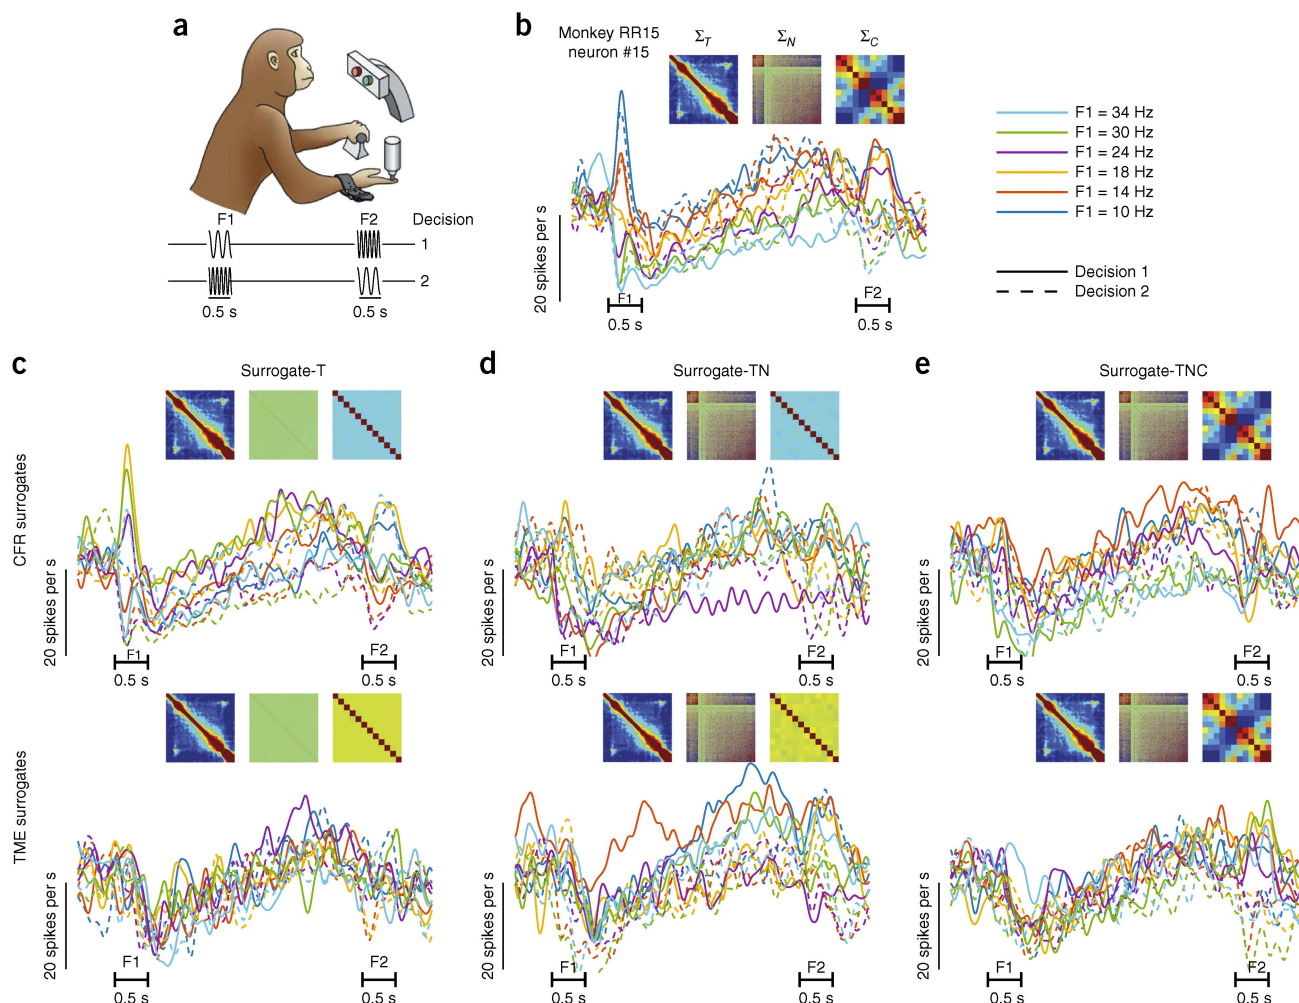 a
F1
F2
Decision
1
2
0.5 s
0.5 s
b
Monkey RR15
neuron #15
Σ_T
Σ_N
Σ_C
20 spikes per s
F1
0.5 s
F2
0.5 s
F1 = 34 Hz
F1 = 30 Hz
F1 = 24 Hz
F1 = 18 Hz
F1 = 14 Hz
F1 = 10 Hz
Decision 1
Decision 2
c
Surrogate-T
d
Surrogate-TN
e
Surrogate-TNC
CFR surrogates
20 spikes per s
F1
0.5 s
F2
0.5 s
20 spikes per s
F1
0.5 s
F2
0.5 s
20 spikes per s
F1
0.5 s
F2
0.5 s
TME surrogates
20 spikes per s
F1
0.5 s
F2
0.5 s
20 spikes per s
F1
0.5 s
F2
0.5 s
20 spikes per s
F1
0.5 s
F2
0.5 s